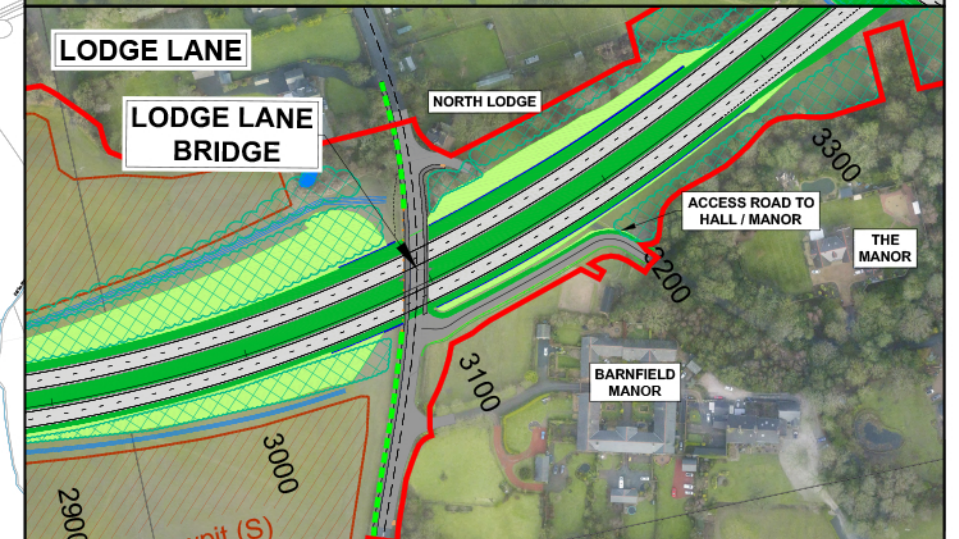 LODGE LANE
NORTH LODGE
LODGE LANE
BRIDGE
3300
ACCESS ROAD TO
HALL / MANOR
THE
MANOR
3200
BARNFIELD
MANOR
3100
3000
2900
(S)